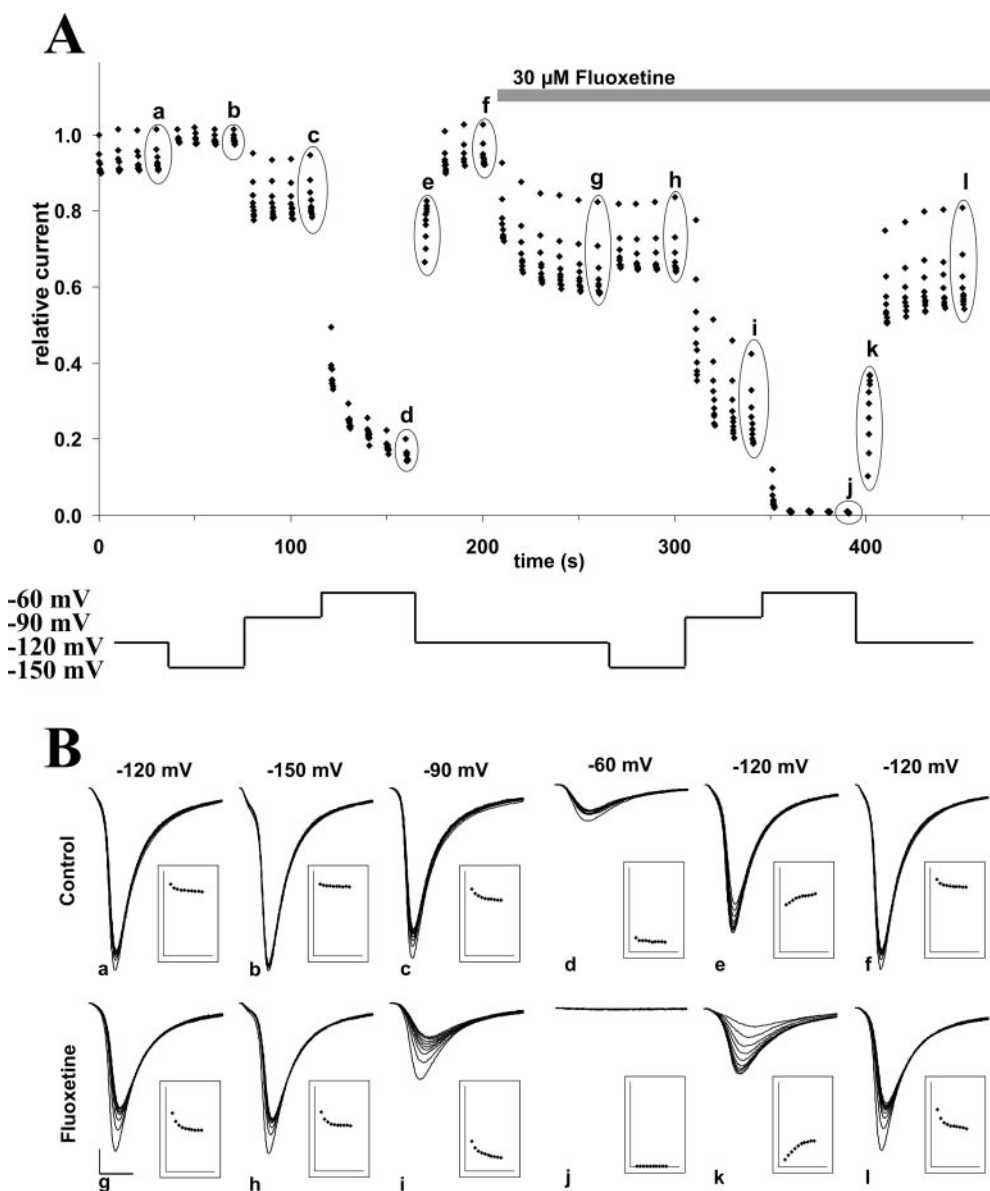 A
30 µM Fluoxetine
relative current
1.0
0.8
0.6
0.4
0.2
0.0
a
b
c
d
e
f
g
h
i
j
k
l
0
100
200
300
400
time (s)
-60 mV
-90 mV
-120 mV
-150 mV
B
-120 mV
-150 mV
-90 mV
-60 mV
-120 mV
-120 mV
Control
a
b
c
d
e
f
Fluoxetine
g
h
i
j
k
l